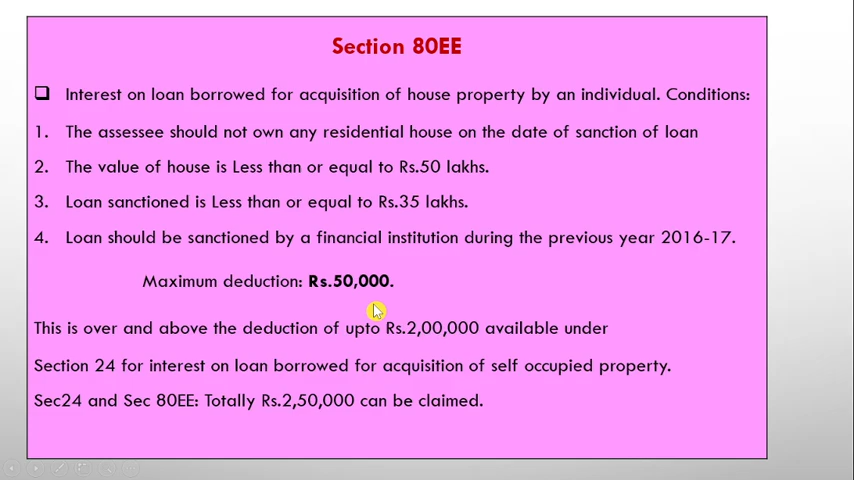 Section 80EE
❑ Interest on loan borrowed for acquisition of house property by an individual. Conditions:
1. The assessee should not own any residential house on the date of sanction of loan
2. The value of house is Less than or equal to Rs.50 lakhs.
3. Loan sanctioned is Less than or equal to Rs.35 lakhs.
4. Loan should be sanctioned by a financial institution during the previous year 2016-17.
Maximum deduction: Rs.50,000.
This is over and above the deduction of upto Rs.2,00,000 available under
Section 24 for interest on loan borrowed for acquisition of self occupied property.
Sec24 and Sec 80EE: Totally Rs.2,50,000 can be claimed.